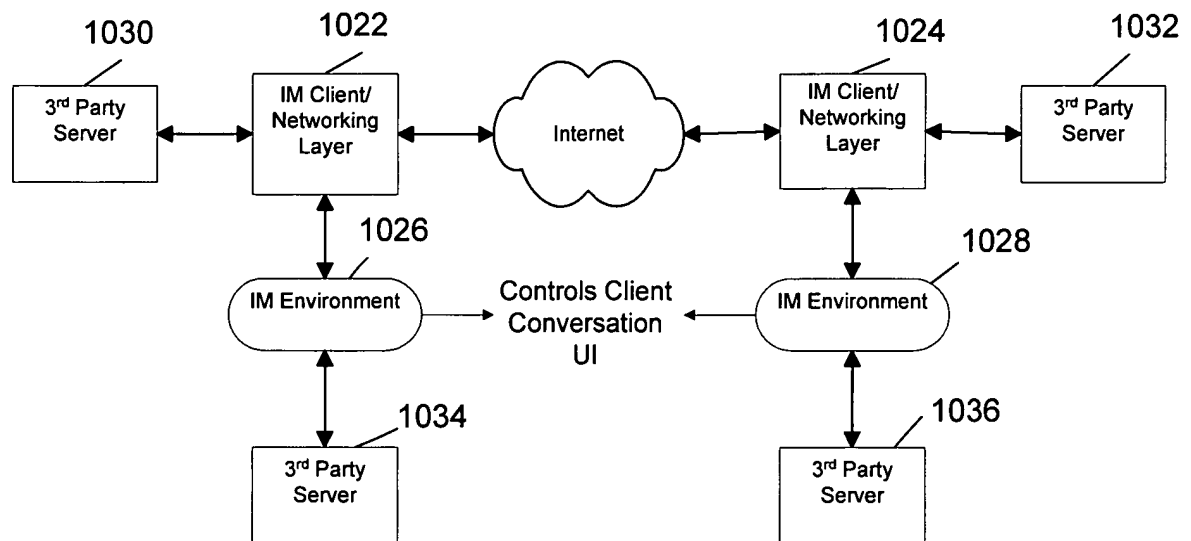 1030
1022
1024
1032
3rd Party
Server
IM Client/
Networking
Layer
Internet
IM Client/
Networking
Layer
3rd Party
Server
1026
1028
IM Environment
Controls Client
Conversation
UI
IM Environment
1034
1036
3rd Party
Server
3rd Party
Server